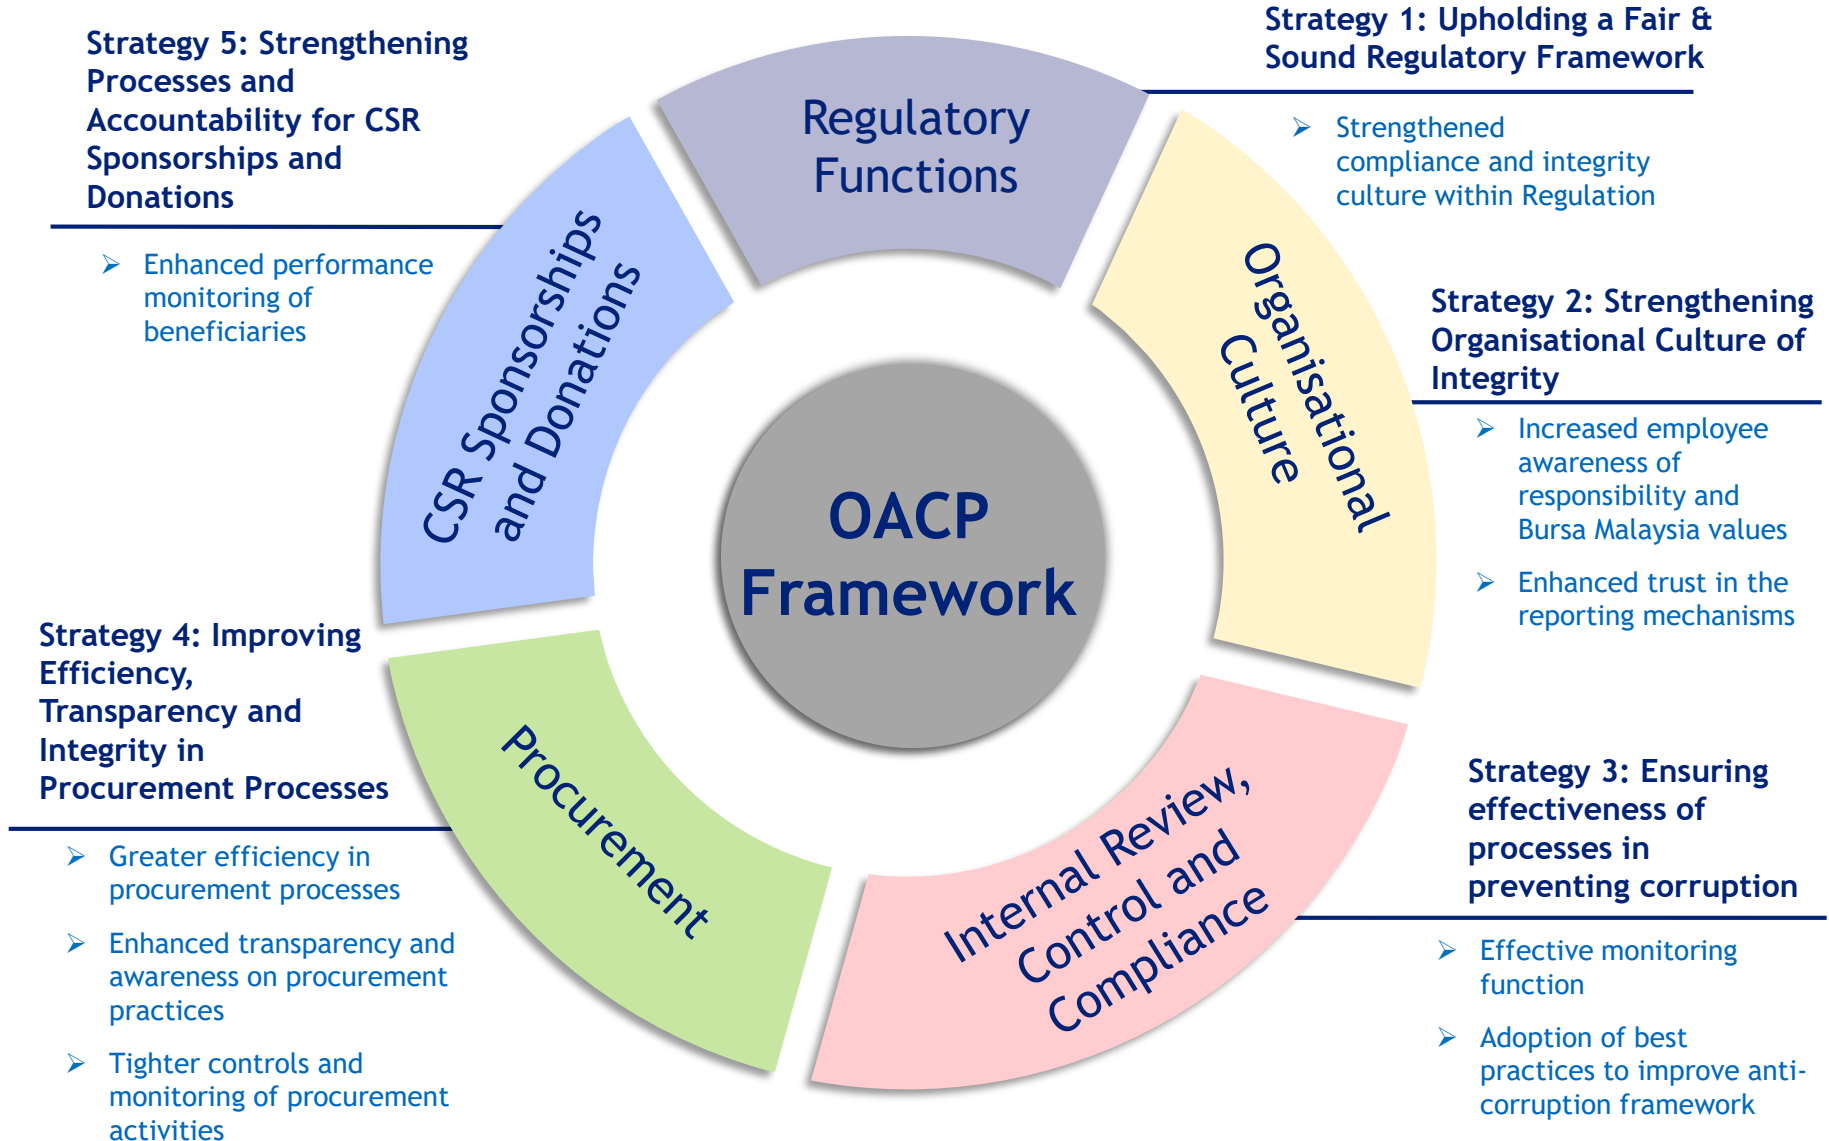 Strategy 1: Upholding a Fair &
Sound Regulatory Framework
➢ Strengthened
compliance and integrity
culture within Regulation
Strategy 2: Strengthening
Organisational Culture of
Integrity
➢ Increased employee
awareness of
responsibility and
Bursa Malaysia values
➢ Enhanced trust in the
reporting mechanisms
Strategy 3: Ensuring
effectiveness of
processes in
preventing corruption
➢ Effective monitoring
function
➢ Adoption of best
practices to improve anti-
corruption framework
Strategy 4: Improving
Efficiency,
Transparency and
Integrity in
Procurement Processes
➢ Greater efficiency in
procurement processes
➢ Enhanced transparency and
awareness on procurement
practices
➢ Tighter controls and
monitoring of procurement
activities
Strategy 5: Strengthening
Processes and
Accountability for CSR
Sponsorships and
Donations
➢ Enhanced performance
monitoring of
beneficiaries
Regulatory
Functions
Organisational
Culture
Internal Review,
Control and
Compliance
Procurement
CSR Sponsorships
and Donations
OACP
Framework